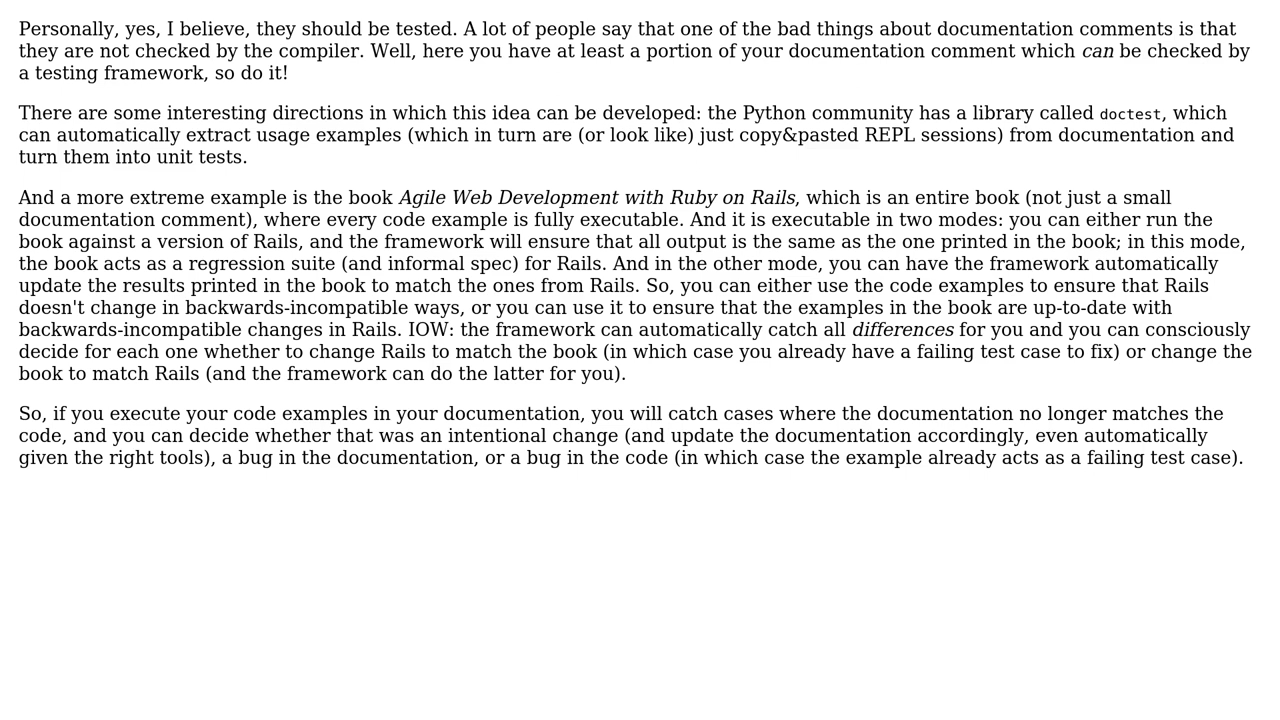 Personally, yes, I believe, they should be tested. A lot of people say that one of the bad things about documentation comments is that
they are not checked by the compiler. Well, here you have at least a portion of your documentation comment which can be checked by
a testing framework, so do it!
There are some interesting directions in which this idea can be developed: the Python community has a library called doctest, which
can automatically extract usage examples (which in turn are (or look like) just copy&pasted REPL sessions) from documentation and
turn them into unit tests.
And a more extreme example is the book Agile Web Development with Ruby on Rails, which is an entire book (not just a small
documentation comment), where every code example is fully executable. And it is executable in two modes: you can either run the
book against a version of Rails, and the framework will ensure that all output is the same as the one printed in the book; in this mode,
the book acts as a regression suite (and informal spec) for Rails. And in the other mode, you can have the framework automatically
update the results printed in the book to match the ones from Rails. So, you can either use the code examples to ensure that Rails
doesn't change in backwards-incompatible ways, or you can use it to ensure that the examples in the book are up-to-date with
backwards-incompatible changes in Rails. IOW: the framework can automatically catch all differences for you and you can consciously
decide for each one whether to change Rails to match the book (in which case you already have a failing test case to fix) or change the
book to match Rails (and the framework can do the latter for you).
So, if you execute your code examples in your documentation, you will catch cases where the documentation no longer matches the
code, and you can decide whether that was an intentional change (and update the documentation accordingly, even automatically
given the right tools), a bug in the documentation, or a bug in the code (in which case the example already acts as a failing test case).